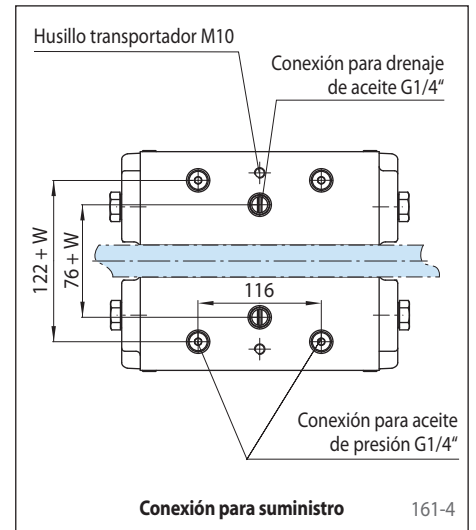 Husillo transportador M10
Conexión para drenaje
de aceite G1/4“
122 + W
76 + W
116
Conexión para aceite
de presión G1/4“
Conexión para suministro
161-4